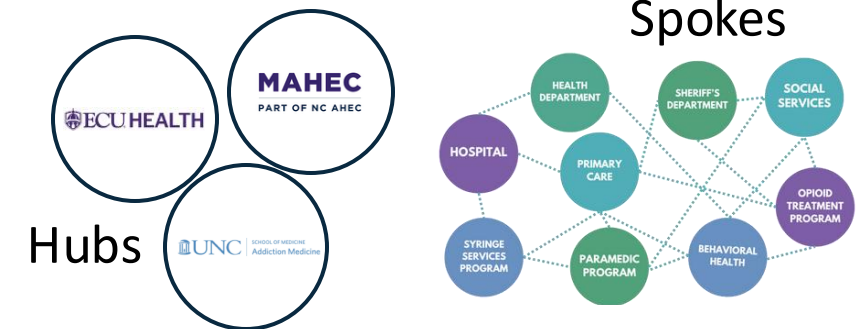 Spokes
ECU HEALTH
MAHEC
PART OF NC AHEC
Hubs
UNC
SCHOOL OF MEDICINE
Addiction Medicine
HEALTH
DEPARTMENT
SHERIFF'S
DEPARTMENT
SOCIAL
SERVICES
HOSPITAL
PRIMARY
CARE
OPIOID
TREATMENT
PROGRAM
SYRINGE
SERVICES
PROGRAM
PARAMEDIC
PROGRAM
BEHAVIORAL
HEALTH